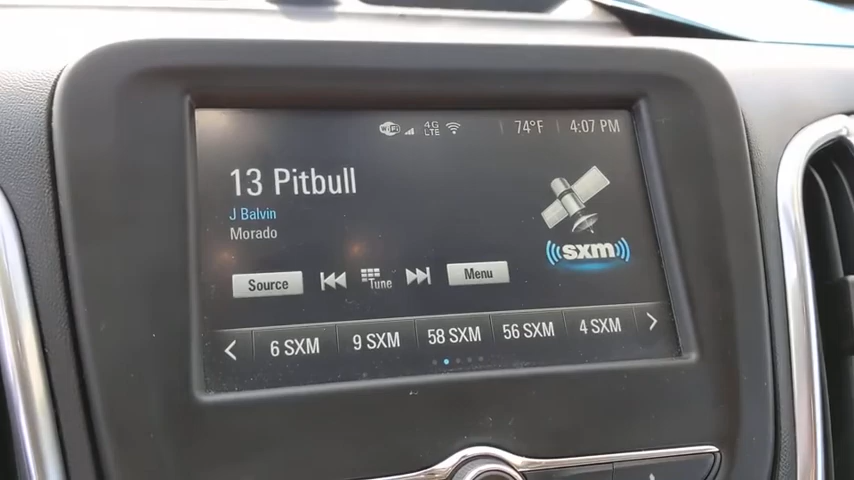 WiFi 4G LTE 74°F 4:07 PM
13 Pitbull
J Balvin
Morado
sxm
Source Tune Menu
6 SXM 9 SXM 58 SXM 56 SXM 4 SXM